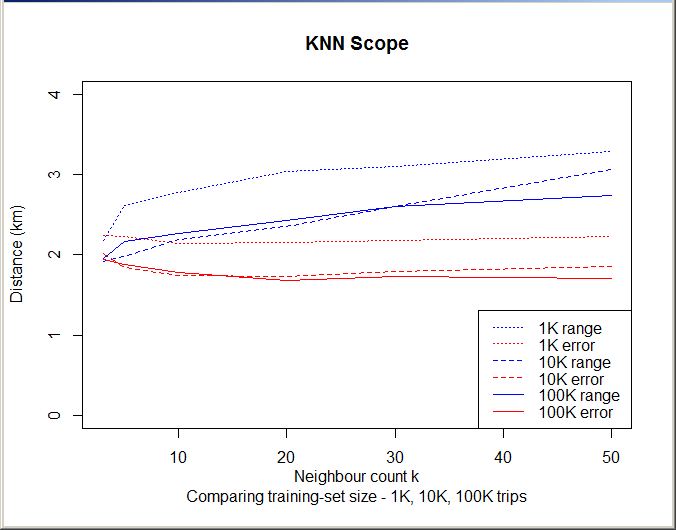 KNN Scope
4
3
2
1
0
Distance (km)
1K range
1K error
10K range
10K error
100K range
100K error
10 20 30 40 50
Neighbour count k
Comparing training-set size - 1K, 10K, 100K trips